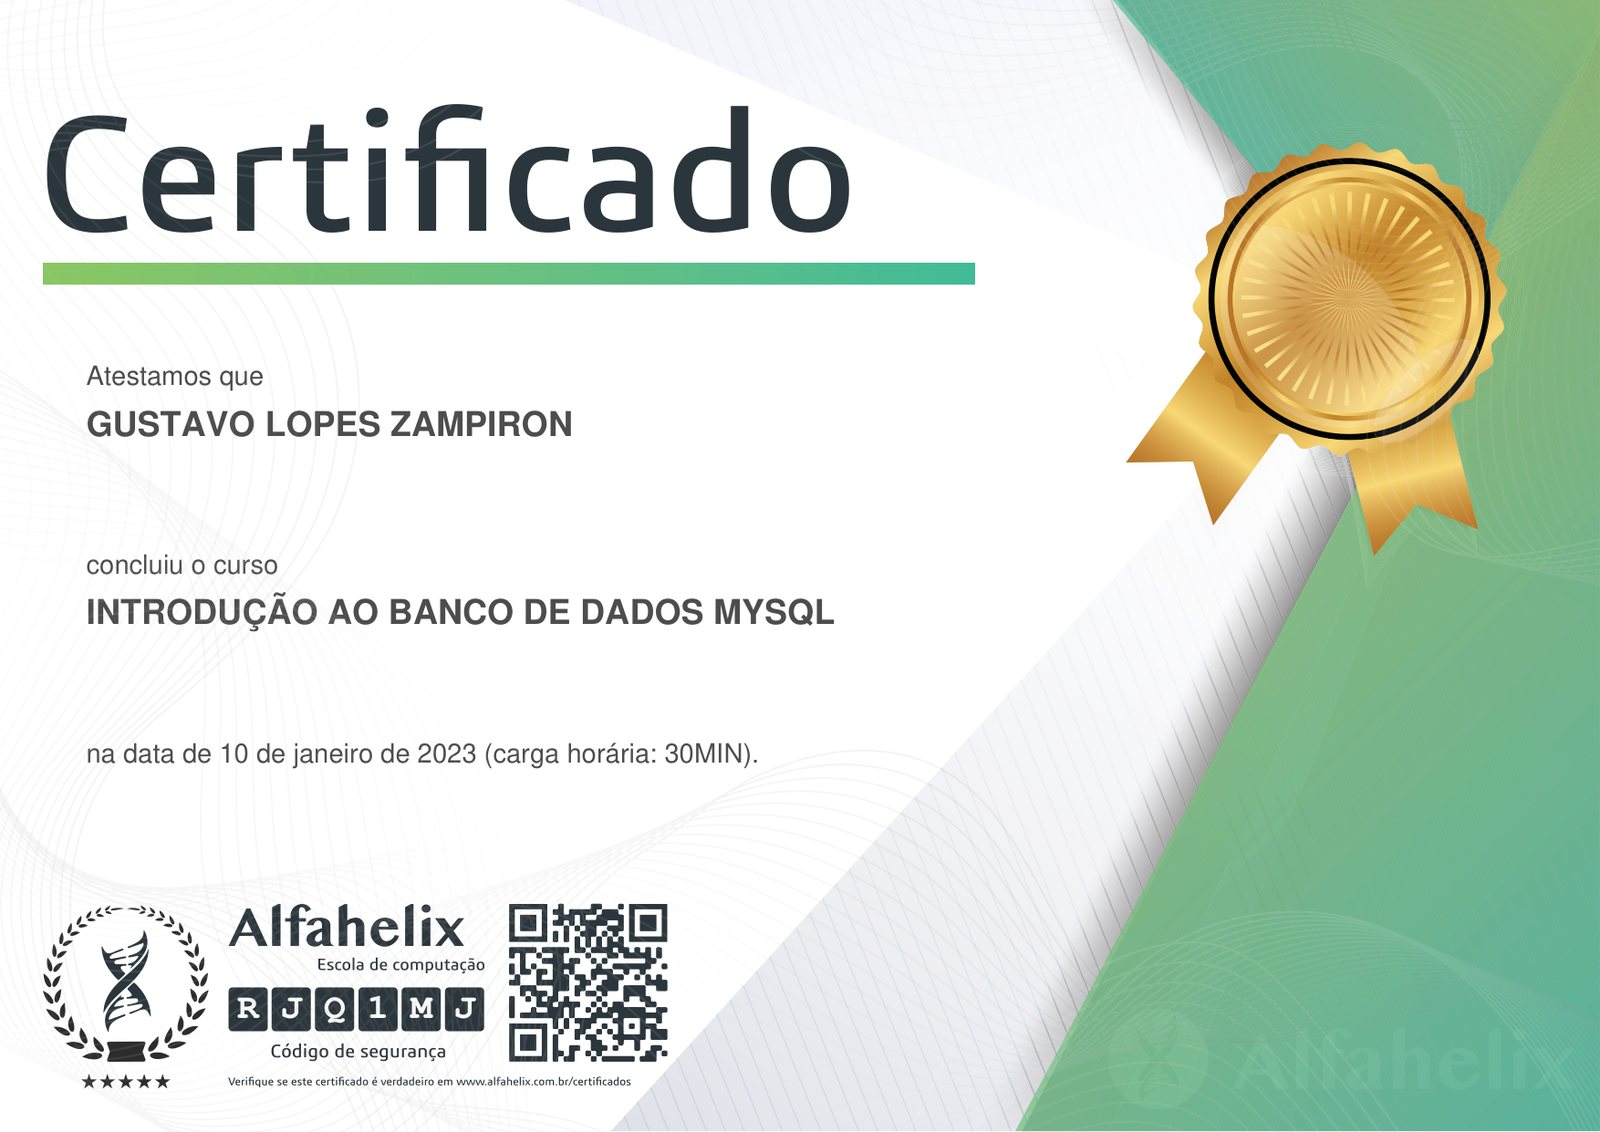 Certificado
Atestamos que
GUSTAVO LOPES ZAMPIRON
concluiu o curso
INTRODUÇÃO AO BANCO DE DADOS MYSQL
na data de 10 de janeiro de 2023 (carga horária: 30MIN).
Alfahelix
Escola de computação
RJQ1MJ
Código de segurança
Verifique se este certificado é verdadeiro em www.alfahelix.com.br/certificados
Alfahelix